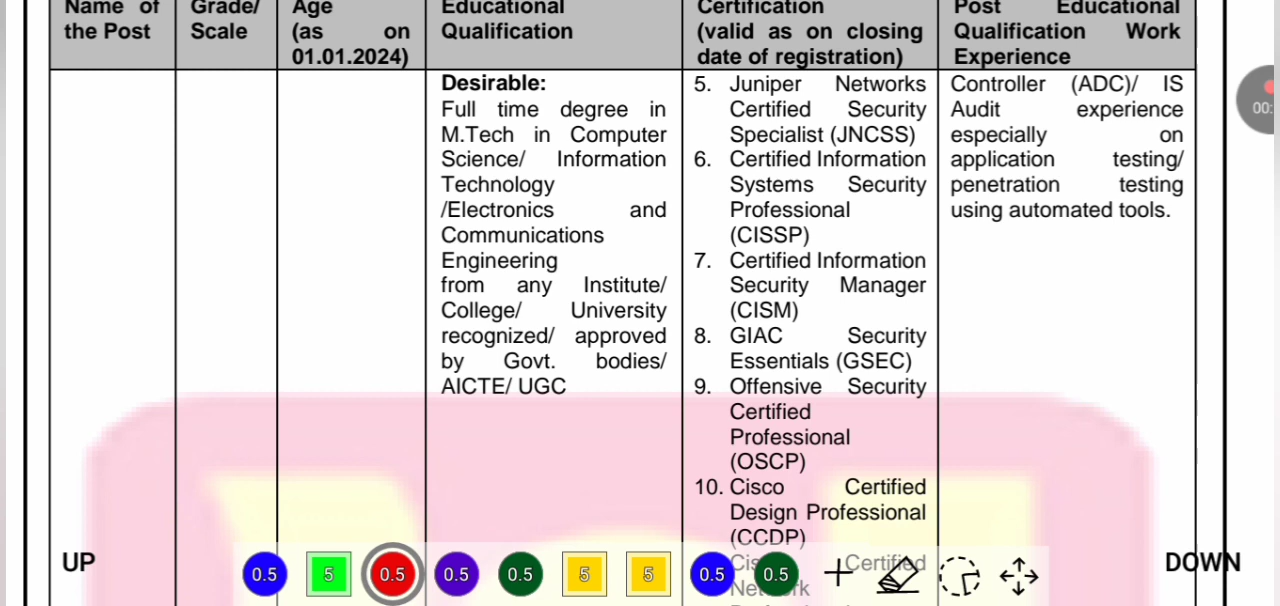 Name of the Post
Grade/ Scale
Age (as on 01.01.2024)
Educational Qualification
Certification (valid as on closing date of registration)
Post Educational Qualification Work Experience
Desirable:
Full time degree in
M.Tech in Computer
Science/ Information
Technology
/Electronics and
Communications
Engineering
from any Institute/
College/ University
recognized/ approved
by Govt. bodies/
AICTE/ UGC
5. Juniper Networks
Certified Security
Specialist (JNCSS)
6. Certified Information
Systems Security
Professional
(CISSP)
7. Certified Information
Security Manager
(CISM)
8. GIAC Security
Essentials (GSEC)
9. Offensive Security
Certified
Professional
(OSCP)
10. Cisco Certified
Design Professional
(CCDP)
Certified
Controller (ADC)/ IS
Audit experience
especially on
application testing/
penetration testing
using automated tools.
00:
UP
0.5 5 0.5 0.5 0.5 5 5 0.5 0.5
DOWN